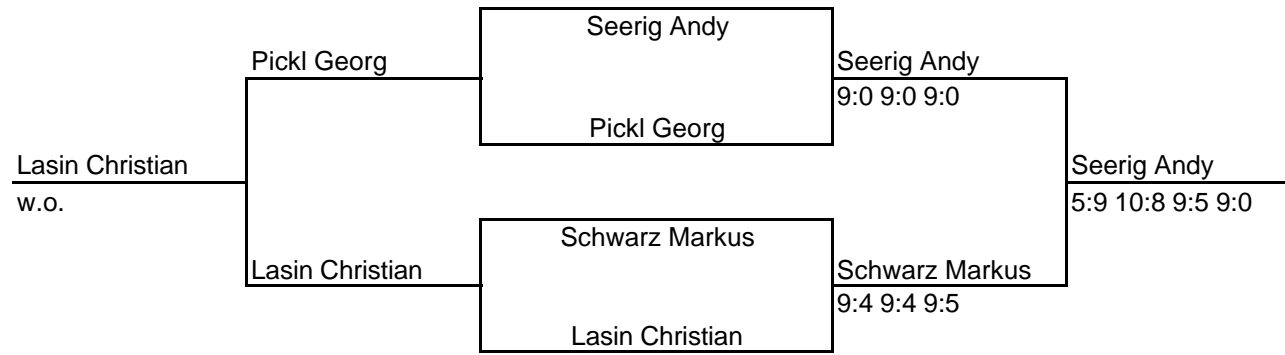 Seerig Andy
Pickl Georg
Seerig Andy
9:0 9:0 9:0
Pickl Georg
Lasin Christian
w.o.
Seerig Andy
5:9 10:8 9:5 9:0
Schwarz Markus
Lasin Christian
Schwarz Markus
9:4 9:4 9:5
Lasin Christian